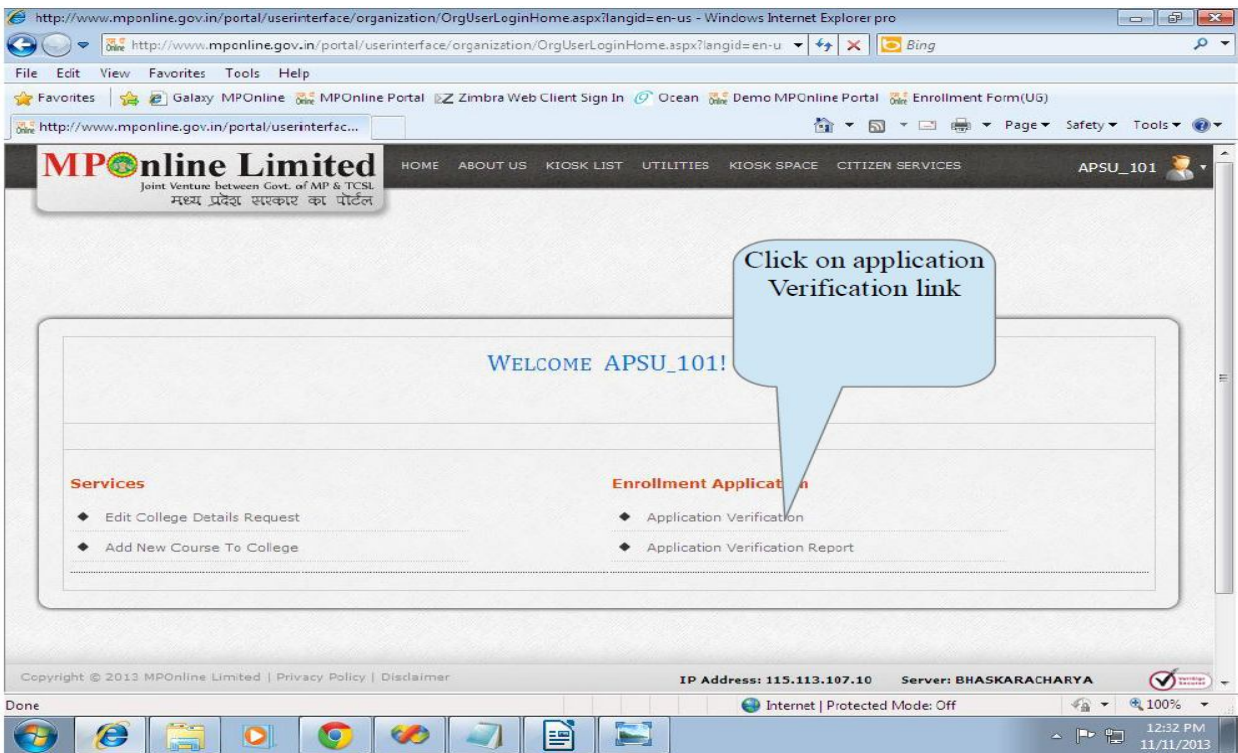 http://www.mponline.gov.in/portal/userinterface/organization/OrgUserLoginHome.aspx?langid=en-us - Windows Internet Explorer pro
http://www.mponline.gov.in/portal/userinterface/organization/OrgUserLoginHome.aspx?langid=en-u
Bing
File Edit View Favorites Tools Help
Favorites Galaxy MPOnline MPOnline Portal Zimbra Web Client Sign In Ocean Demo MPOnline Portal Enrollment Form(UG)
http://www.mponline.gov.in/portal/userinterfac...
Page Safety Tools
MPOnline Limited
Joint Venture between Govt. of MP & TCSL
मध्य प्रदेश सरकार का पोर्टल
HOME ABOUT US KIOSK LIST UTILITIES KIOSK SPACE CITIZEN SERVICES
APSU_101
Click on application
Verification link
WELCOME APSU_101!
Services
Edit College Details Request
Add New Course To College
Enrollment Application
Application Verification
Application Verification Report
Copyright © 2013 MPOnline Limited | Privacy Policy | Disclaimer
IP Address: 115.113.107.10 Server: BHASKARACHARYA
Done
Internet | Protected Mode: Off
100%
12:32 PM
11/11/2013